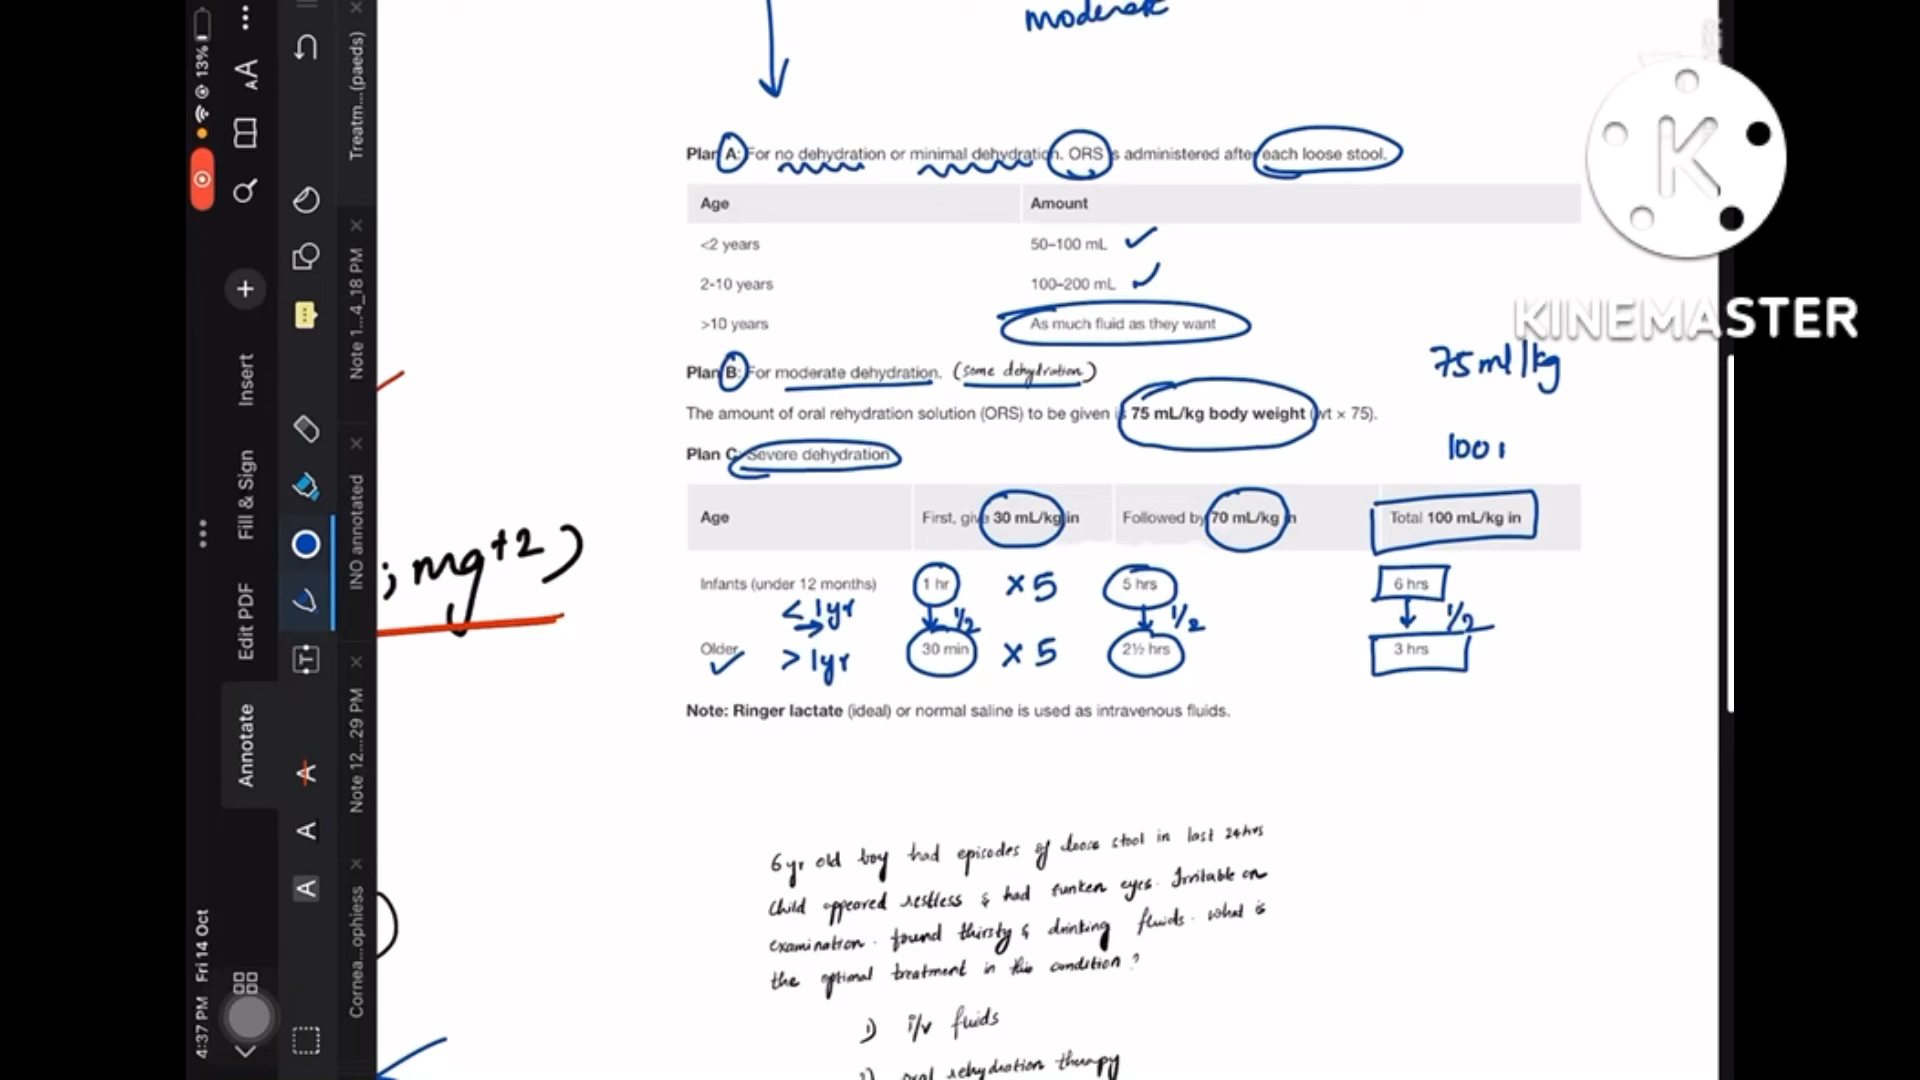 moderate
Plan A: For no dehydration or minimal dehydration. ORS is administered after each loose stool.
Age Amount
<2 years 50–100 mL
2-10 years 100–200 mL
>10 years As much fluid as they want
KINEMASTER
75ml/kg
Plan B: For moderate dehydration. (some dehydration)
The amount of oral rehydration solution (ORS) to be given is 75 mL/kg body weight (wt × 75).
100
Plan C: Severe dehydration
Age First, give 30 mL/kg in Followed by 70 mL/kg in Total 100 mL/kg in
Infants (under 12 months) 1 hr ×5 5 hrs 6 hrs
< 1yr 1/2 1/2 1/2
Older > 1yr 30 min ×5 2½ hrs 3 hrs
Note: Ringer lactate (ideal) or normal saline is used as intravenous fluids.
; mg+2)
6yr old boy had episodes of loose stool in last 24hrs
Child appeared restless & had sunken eyes. Irritable on
examination. found thirsty & drinking fluids. What is
the optimal treatment in this condition?
1) i/v fluids
oral rehydration therapy
4:37 PM Fri 14 Oct
13%
AA
Insert
Fill & Sign
Edit PDF
Annotate
T
A
A
A
Treatm...(paeds)
Note 1...4_18 PM
INO annotated
Note 12...29 PM
Cornea...ophiess